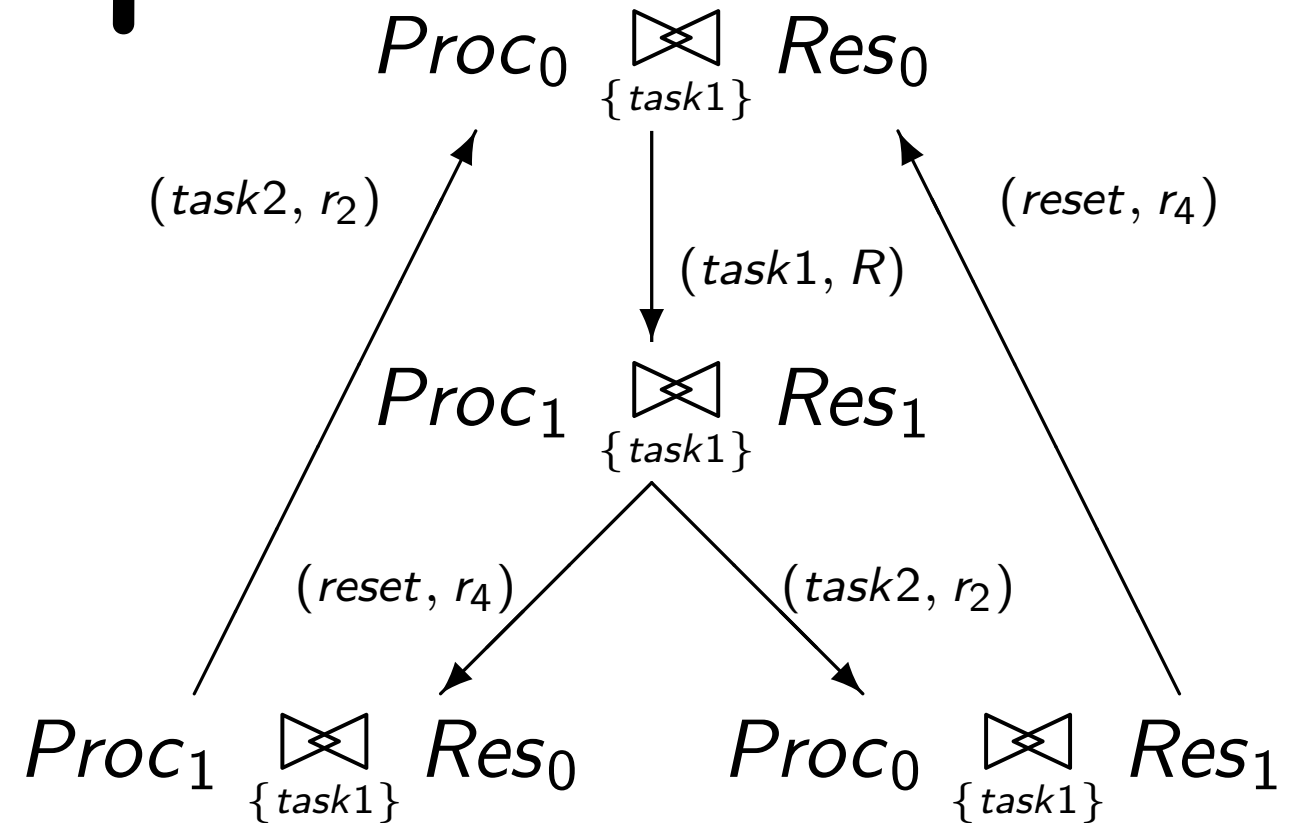 Proc₀ ⋈ Res₀
{task1}
(task2, r₂)
(reset, r₄)
(task1, R)
Proc₁ ⋈ Res₁
{task1}
(reset, r₄)
(task2, r₂)
Proc₁ ⋈ Res₀
{task1}
Proc₀ ⋈ Res₁
{task1}